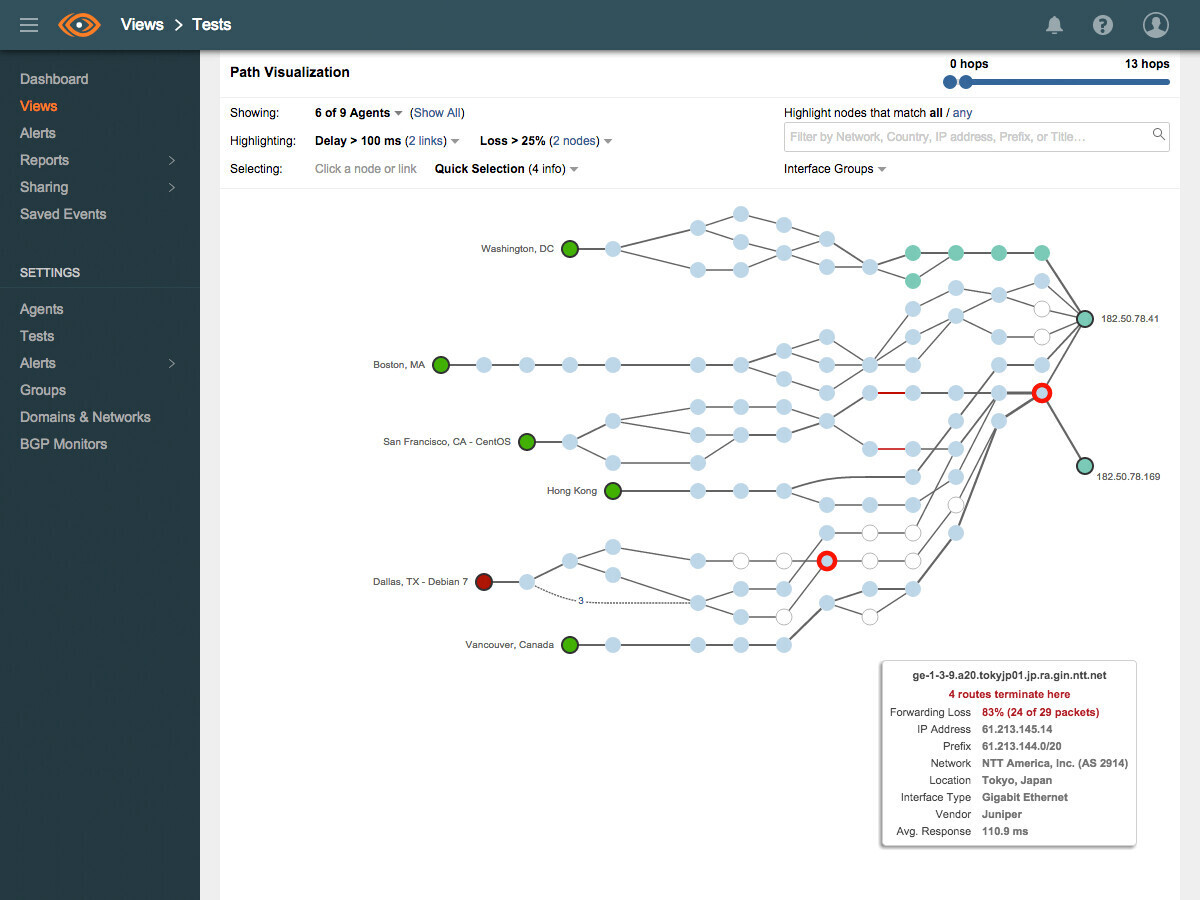 Views > Tests
Dashboard
Views
Alerts
Reports
Sharing
Saved Events
SETTINGS
Agents
Tests
Alerts
Groups
Domains & Networks
BGP Monitors
Path Visualization
0 hops 13 hops
Showing: 6 of 9 Agents (Show All)
Highlighting: Delay > 100 ms (2 links) Loss > 25% (2 nodes)
Selecting: Click a node or link Quick Selection (4 info)
Highlight nodes that match all / any
Filter by Network, Country, IP address, Prefix, or Title…
Interface Groups
Washington, DC
182.50.78.41
Boston, MA
San Francisco, CA - CentOS
182.50.78.169
Hong Kong
Dallas, TX - Debian 7
3
Vancouver, Canada
ge-1-3-9.a20.tokyjp01.jp.ra.gin.ntt.net
4 routes terminate here
Forwarding Loss 83% (24 of 29 packets)
IP Address 61.213.145.14
Prefix 61.213.144.0/20
Network NTT America, Inc. (AS 2914)
Location Tokyo, Japan
Interface Type Gigabit Ethernet
Vendor Juniper
Avg. Response 110.9 ms